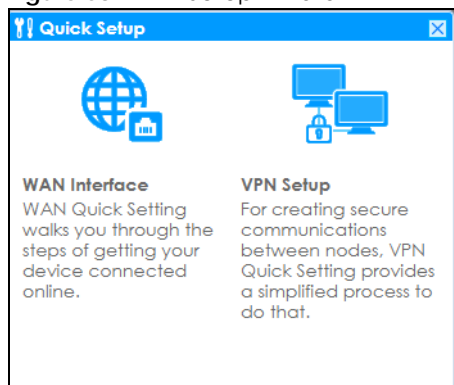 Quick Setup
WAN Interface
WAN Quick Setting
walks you through the
steps of getting your
device connected
online.
VPN Setup
For creating secure
communications
between nodes, VPN
Quick Setting provides
a simplified process to
do that.